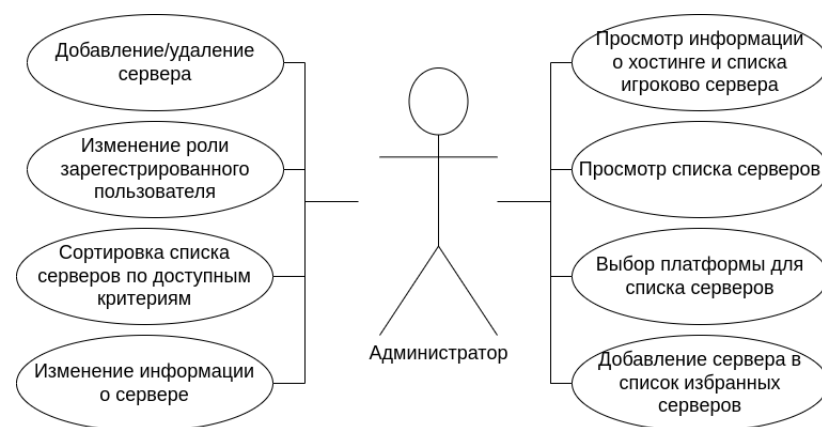 Добавление/удаление
сервера
Изменение роли
зарегестрированного
пользователя
Сортировка списка
серверов по доступным
критериям
Изменение информации
о сервере
Администратор
Просмотр информации
о хостинге и списка
игроково сервера
Просмотр списка серверов
Выбор платформы для
списка серверов
Добавление сервера в
список избранных
серверов